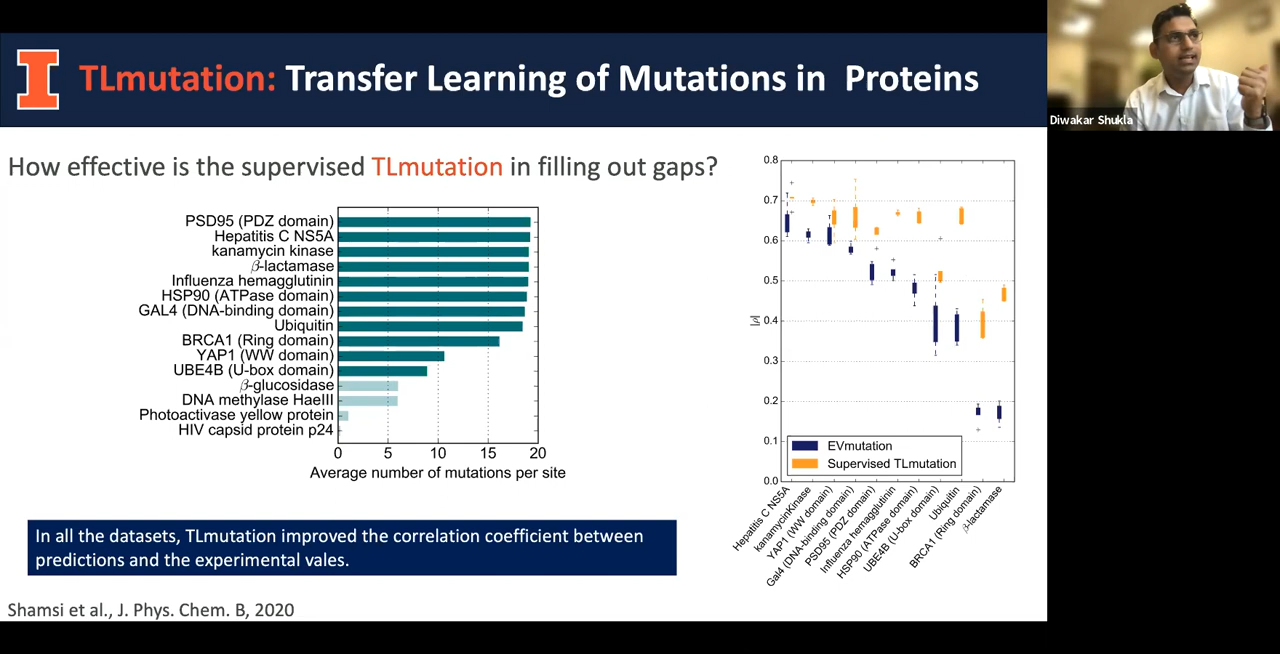 TLmutation: Transfer Learning of Mutations in Proteins
Diwakar Shukla
How effective is the supervised TLmutation in filling out gaps?
PSD95 (PDZ domain)
Hepatitis C NS5A
kanamycin kinase
β-lactamase
Influenza hemagglutinin
HSP90 (ATPase domain)
GAL4 (DNA-binding domain)
Ubiquitin
BRCA1 (Ring domain)
YAP1 (WW domain)
UBE4B (U-box domain)
β-glucosidase
DNA methylase HaeIII
Photoactivase yellow protein
HIV capsid protein p24
0 5 10 15 20
Average number of mutations per site
0.8
0.7
0.6
0.5
0.4
0.3
0.2
0.1
0.0
|ρ|
EVmutation
Supervised TLmutation
Hepatitis C NS5A
kanamycinKinase
YAP1 (WW domain)
Gal4 (DNA-binding domain)
PSD95 (PDZ domain)
Influenza hemagglutinin
HSP90 (ATPase domain)
UBE4B (U-box domain)
Ubiquitin
BRCA1 (Ring domain)
β-lactamase
In all the datasets, TLmutation improved the correlation coefficient between
predictions and the experimental vales.
Shamsi et al., J. Phys. Chem. B, 2020